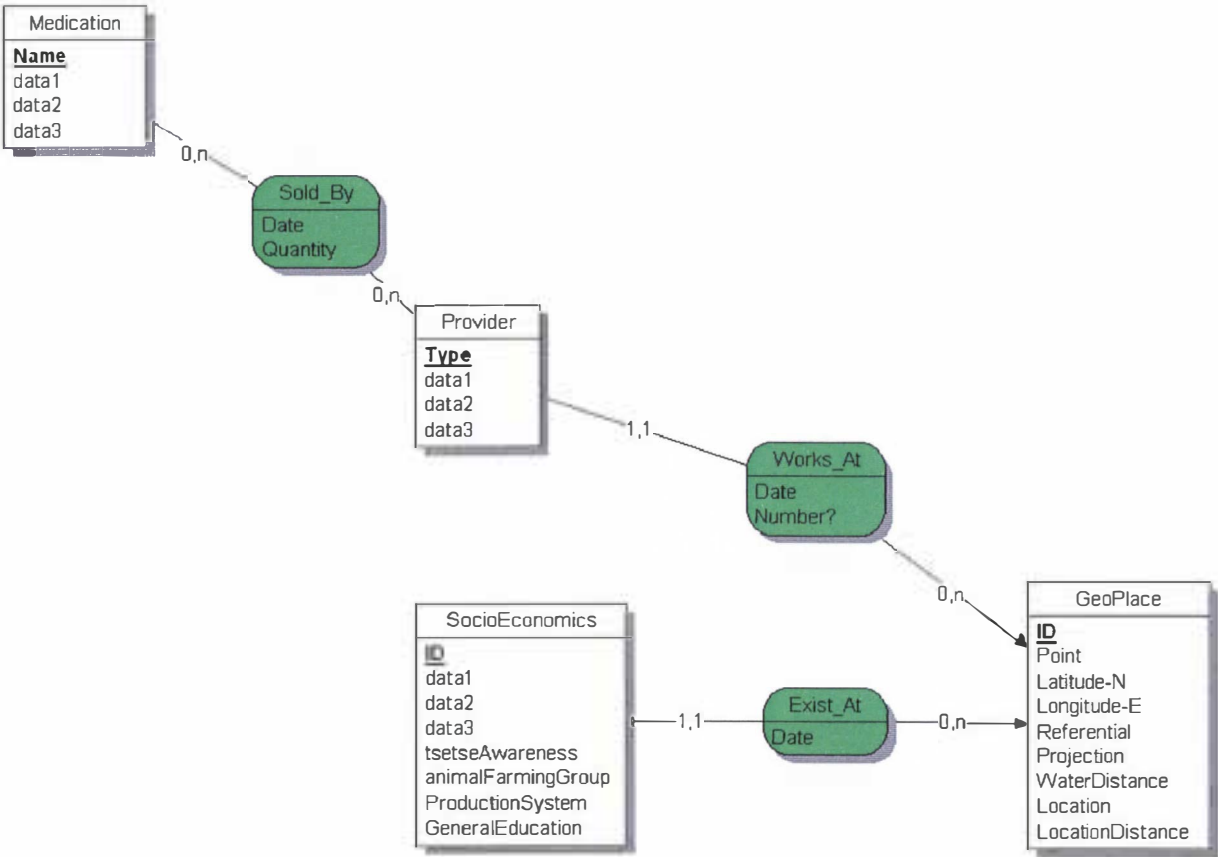 Medication
Name
data1
data2
data3
0,n
Sold_By
Date
Quantity
0,n
Provider
Type
data1
data2
data3
1,1
Works_At
Date
Number?
0,n
SocioEconomics
ID
data1
data2
data3
tsetseAwareness
animalFarmingGroup
ProductionSystem
GeneralEducation
1,1
Exist_At
Date
0,n
GeoPlace
ID
Point
Latitude-N
Longitude-E
Referential
Projection
WaterDistance
Location
LocationDistance